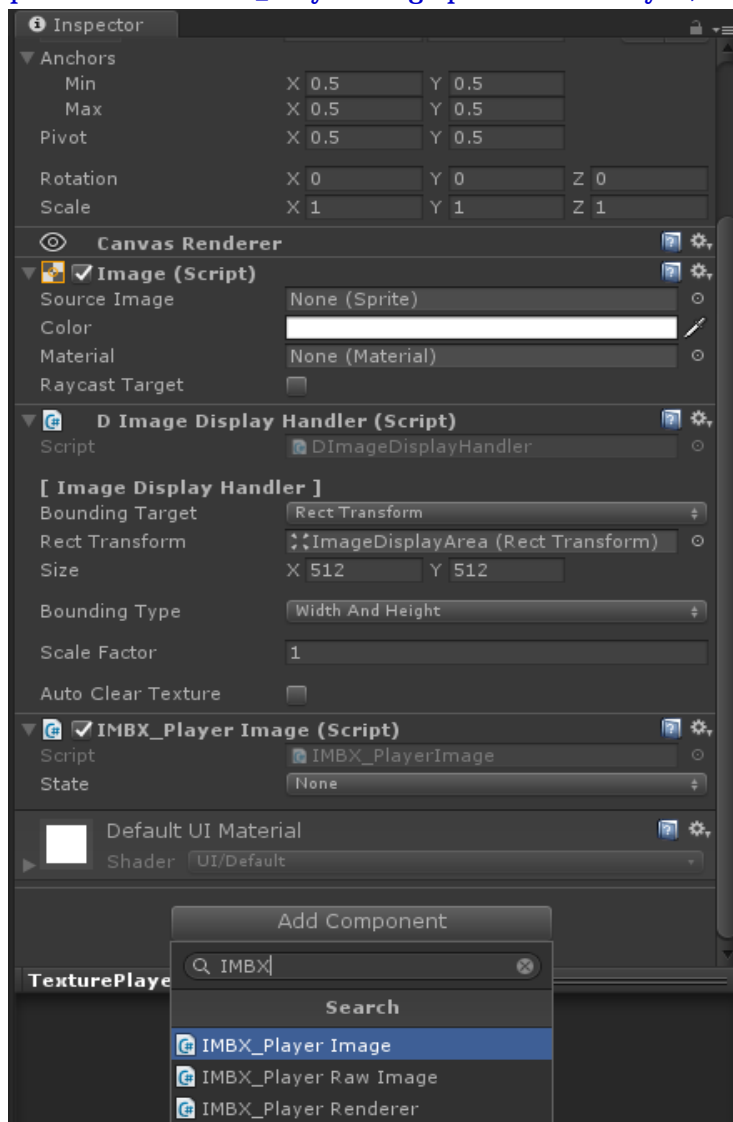 Inspector
Anchors
Min X 0.5 Y 0.5
Max X 0.5 Y 0.5
Pivot X 0.5 Y 0.5
Rotation X 0 Y 0 Z 0
Scale X 1 Y 1 Z 1
Canvas Renderer
Image (Script)
Source Image None (Sprite)
Color
Material None (Material)
Raycast Target
D Image Display Handler (Script)
Script DImageDisplayHandler
[ Image Display Handler ]
Bounding Target Rect Transform
Rect Transform ImageDisplayArea (Rect Transform)
Size X 512 Y 512
Bounding Type Width And Height
Scale Factor 1
Auto Clear Texture
IMBX_Player Image (Script)
Script IMBX_PlayerImage
State None
Default UI Material
Shader UI/Default
Add Component
IMBX
TexturePlaye
Search
IMBX_Player Image
IMBX_Player Raw Image
IMBX_Player Renderer